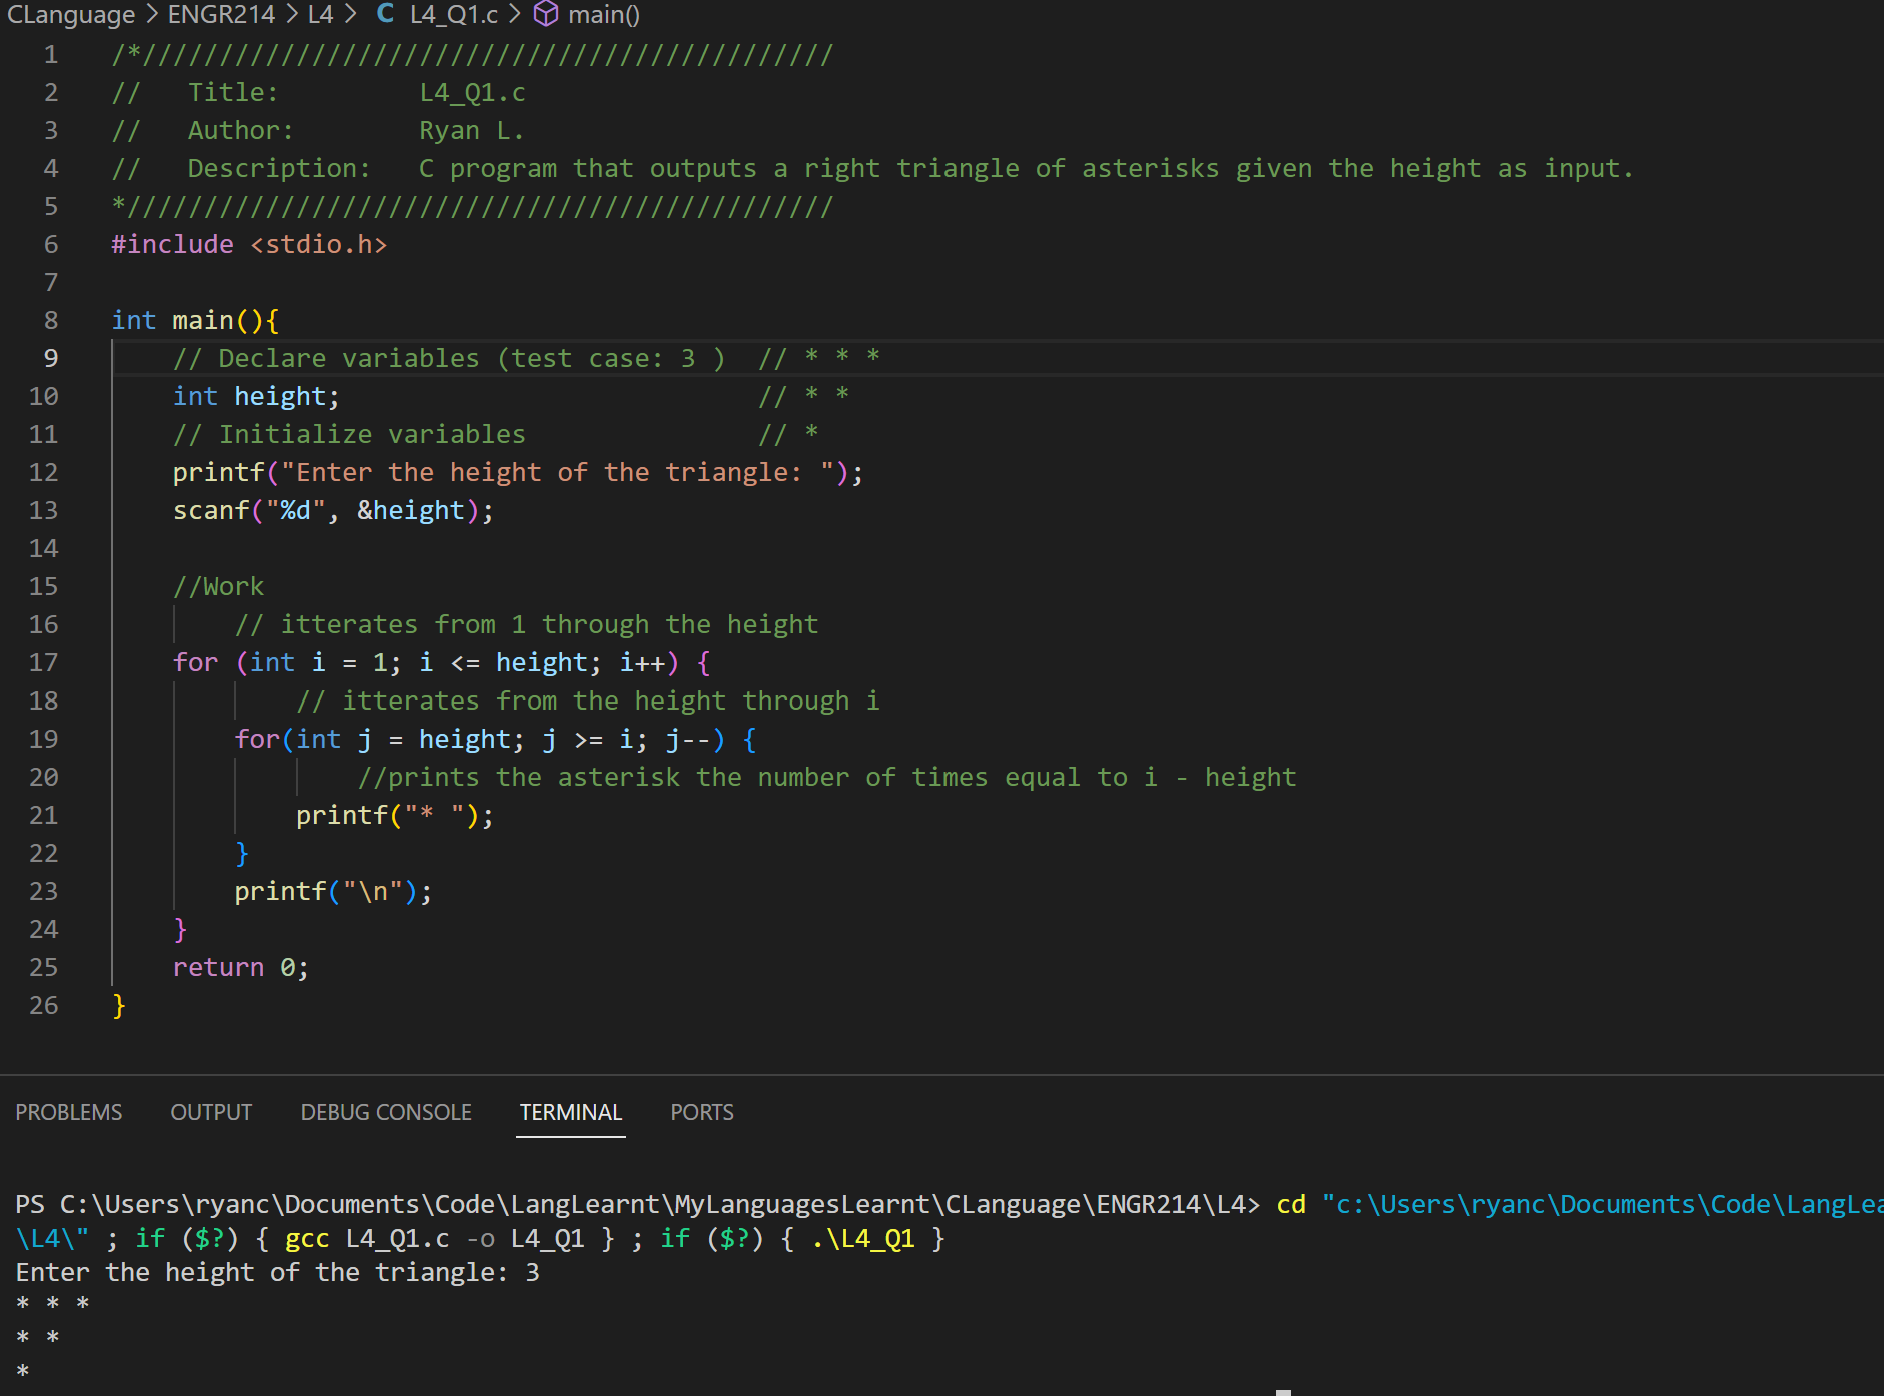 CLanguage > ENGR214 > L4 > C L4_Q1.c > main()
1 /*/////////////////////////////////////////////
2 //   Title:         L4_Q1.c
3 //   Author:        Ryan L.
4 //   Description:   C program that outputs a right triangle of asterisks given the height as input.
5 *//////////////////////////////////////////////
6 #include <stdio.h>
7
8 int main(){
9     // Declare variables (test case: 3 )  // * * *
10     int height;                           // * *
11     // Initialize variables               // *
12     printf("Enter the height of the triangle: ");
13     scanf("%d", &height);
14
15     //Work
16         // itterates from 1 through the height
17     for (int i = 1; i <= height; i++) {
18             // itterates from the height through i
19         for(int j = height; j >= i; j--) {
20                 //prints the asterisk the number of times equal to i - height
21             printf("* ");
22         }
23         printf("\n");
24     }
25     return 0;
26 }
PROBLEMS OUTPUT DEBUG CONSOLE TERMINAL PORTS
PS C:\Users\ryanc\Documents\Code\LangLearnt\MyLanguagesLearnt\CLanguage\ENGR214\L4> cd "c:\Users\ryanc\Documents\Code\LangLea
\L4\" ; if ($?) { gcc L4_Q1.c -o L4_Q1 } ; if ($?) { .\L4_Q1 }
Enter the height of the triangle: 3
* * *
* *
*